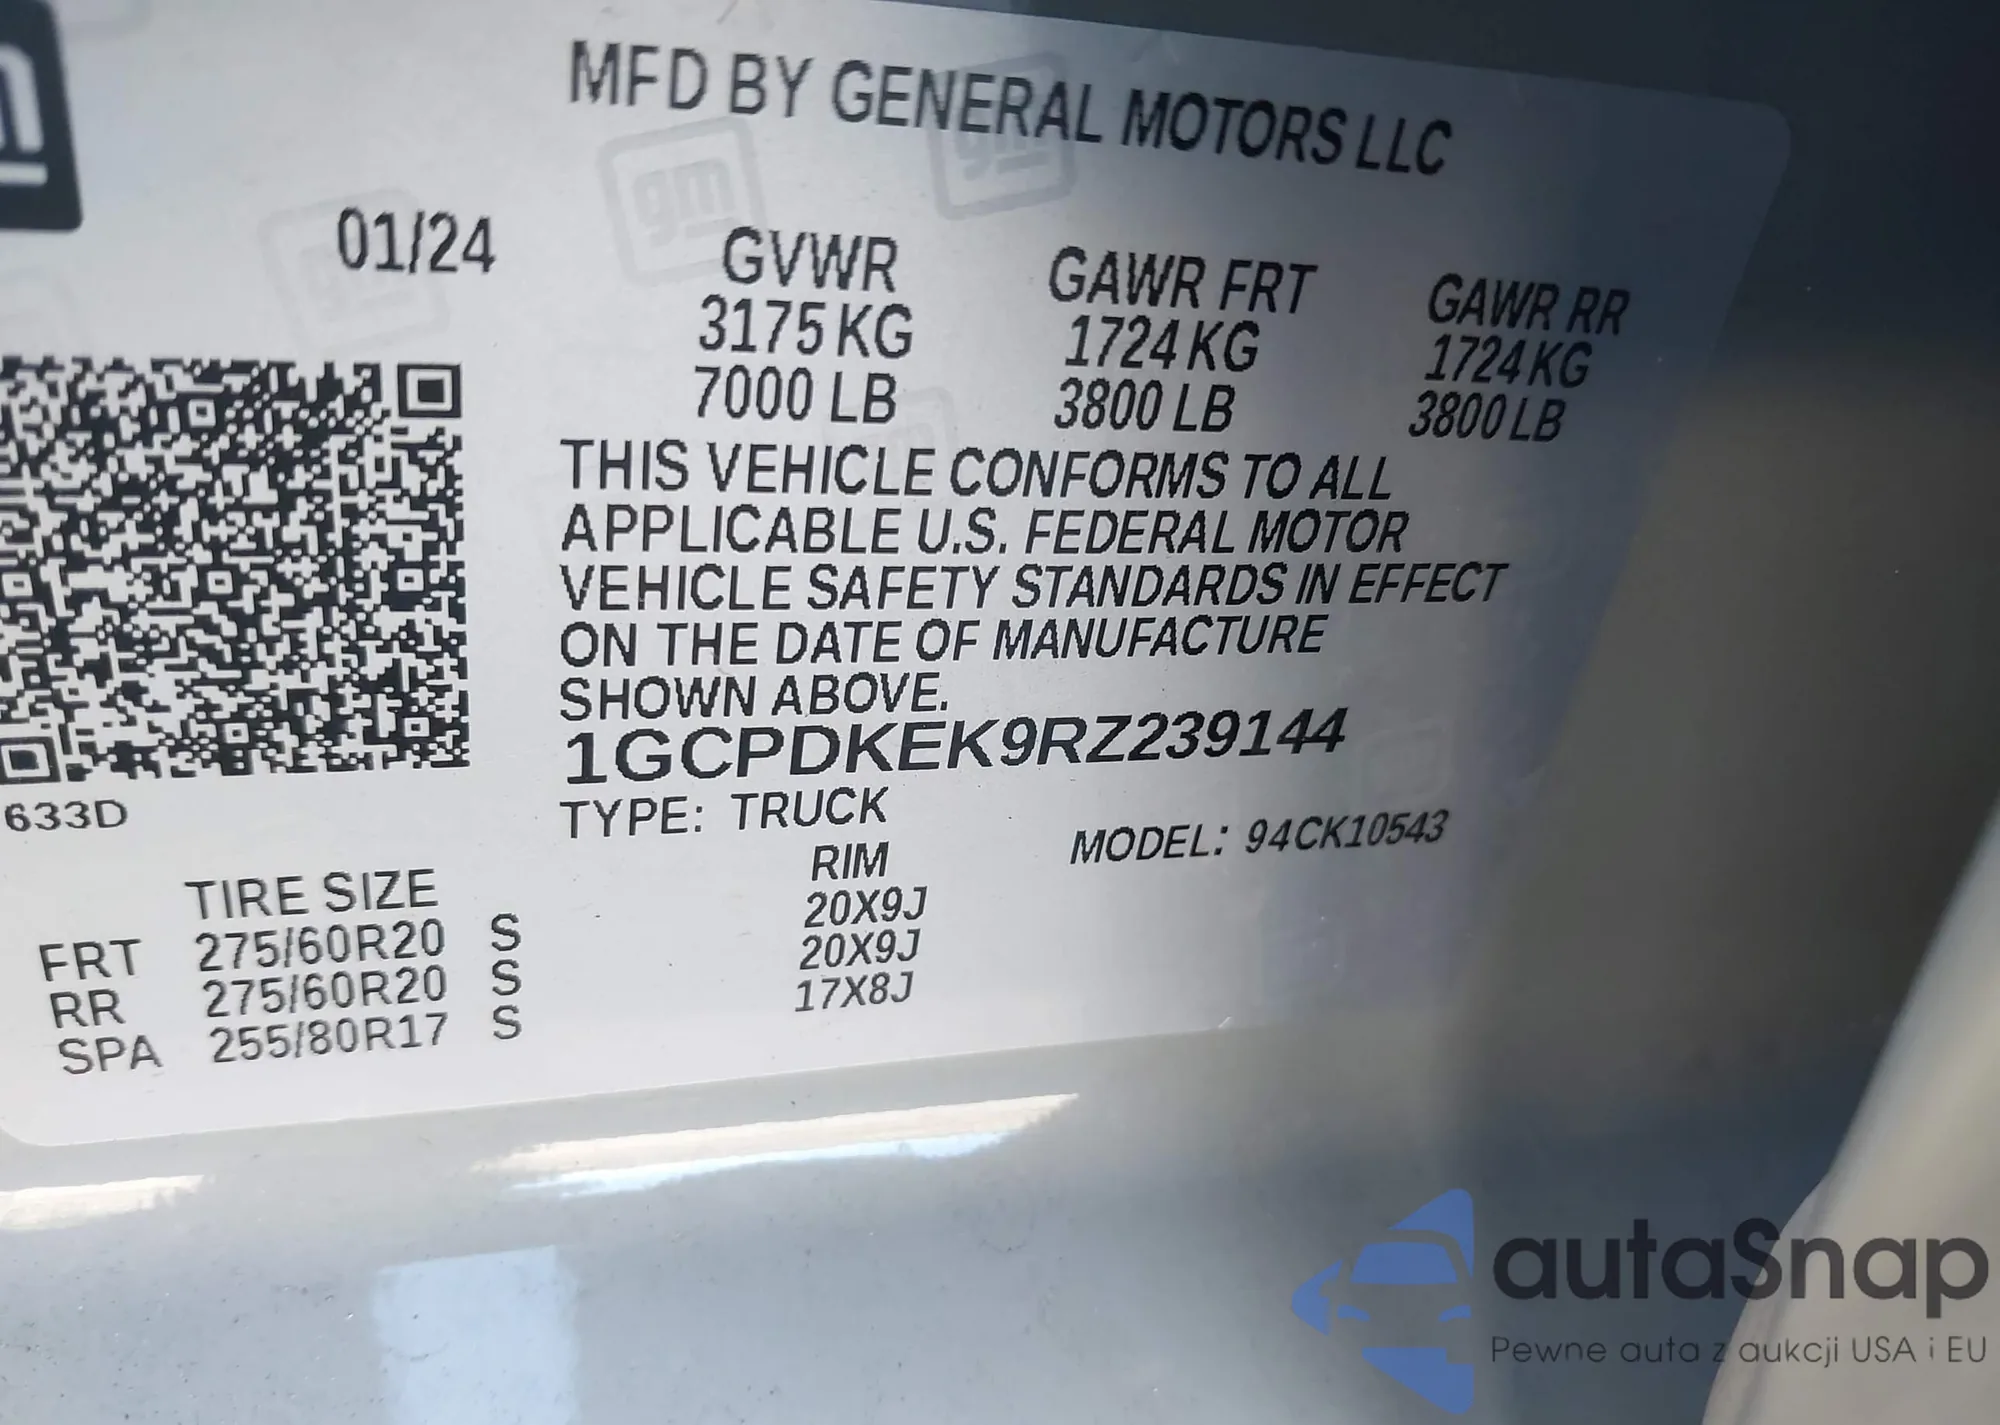 gm
MFD BY GENERAL MOTORS LLC
01/24
GVWR GAWR FRT GAWR RR
3175 KG 1724 KG 1724 KG
7000 LB 3800 LB 3800 LB
THIS VEHICLE CONFORMS TO ALL
APPLICABLE U.S. FEDERAL MOTOR
VEHICLE SAFETY STANDARDS IN EFFECT
ON THE DATE OF MANUFACTURE
SHOWN ABOVE.
1GCPDKEK9RZ239144
633D
TYPE: TRUCK MODEL: 94CK10543
TIRE SIZE RIM
FRT 275/60R20 S 20X9J
RR 275/60R20 S 20X9J
SPA 255/80R17 S 17X8J
autaSnap
Pewne auta z aukcji USA i EU